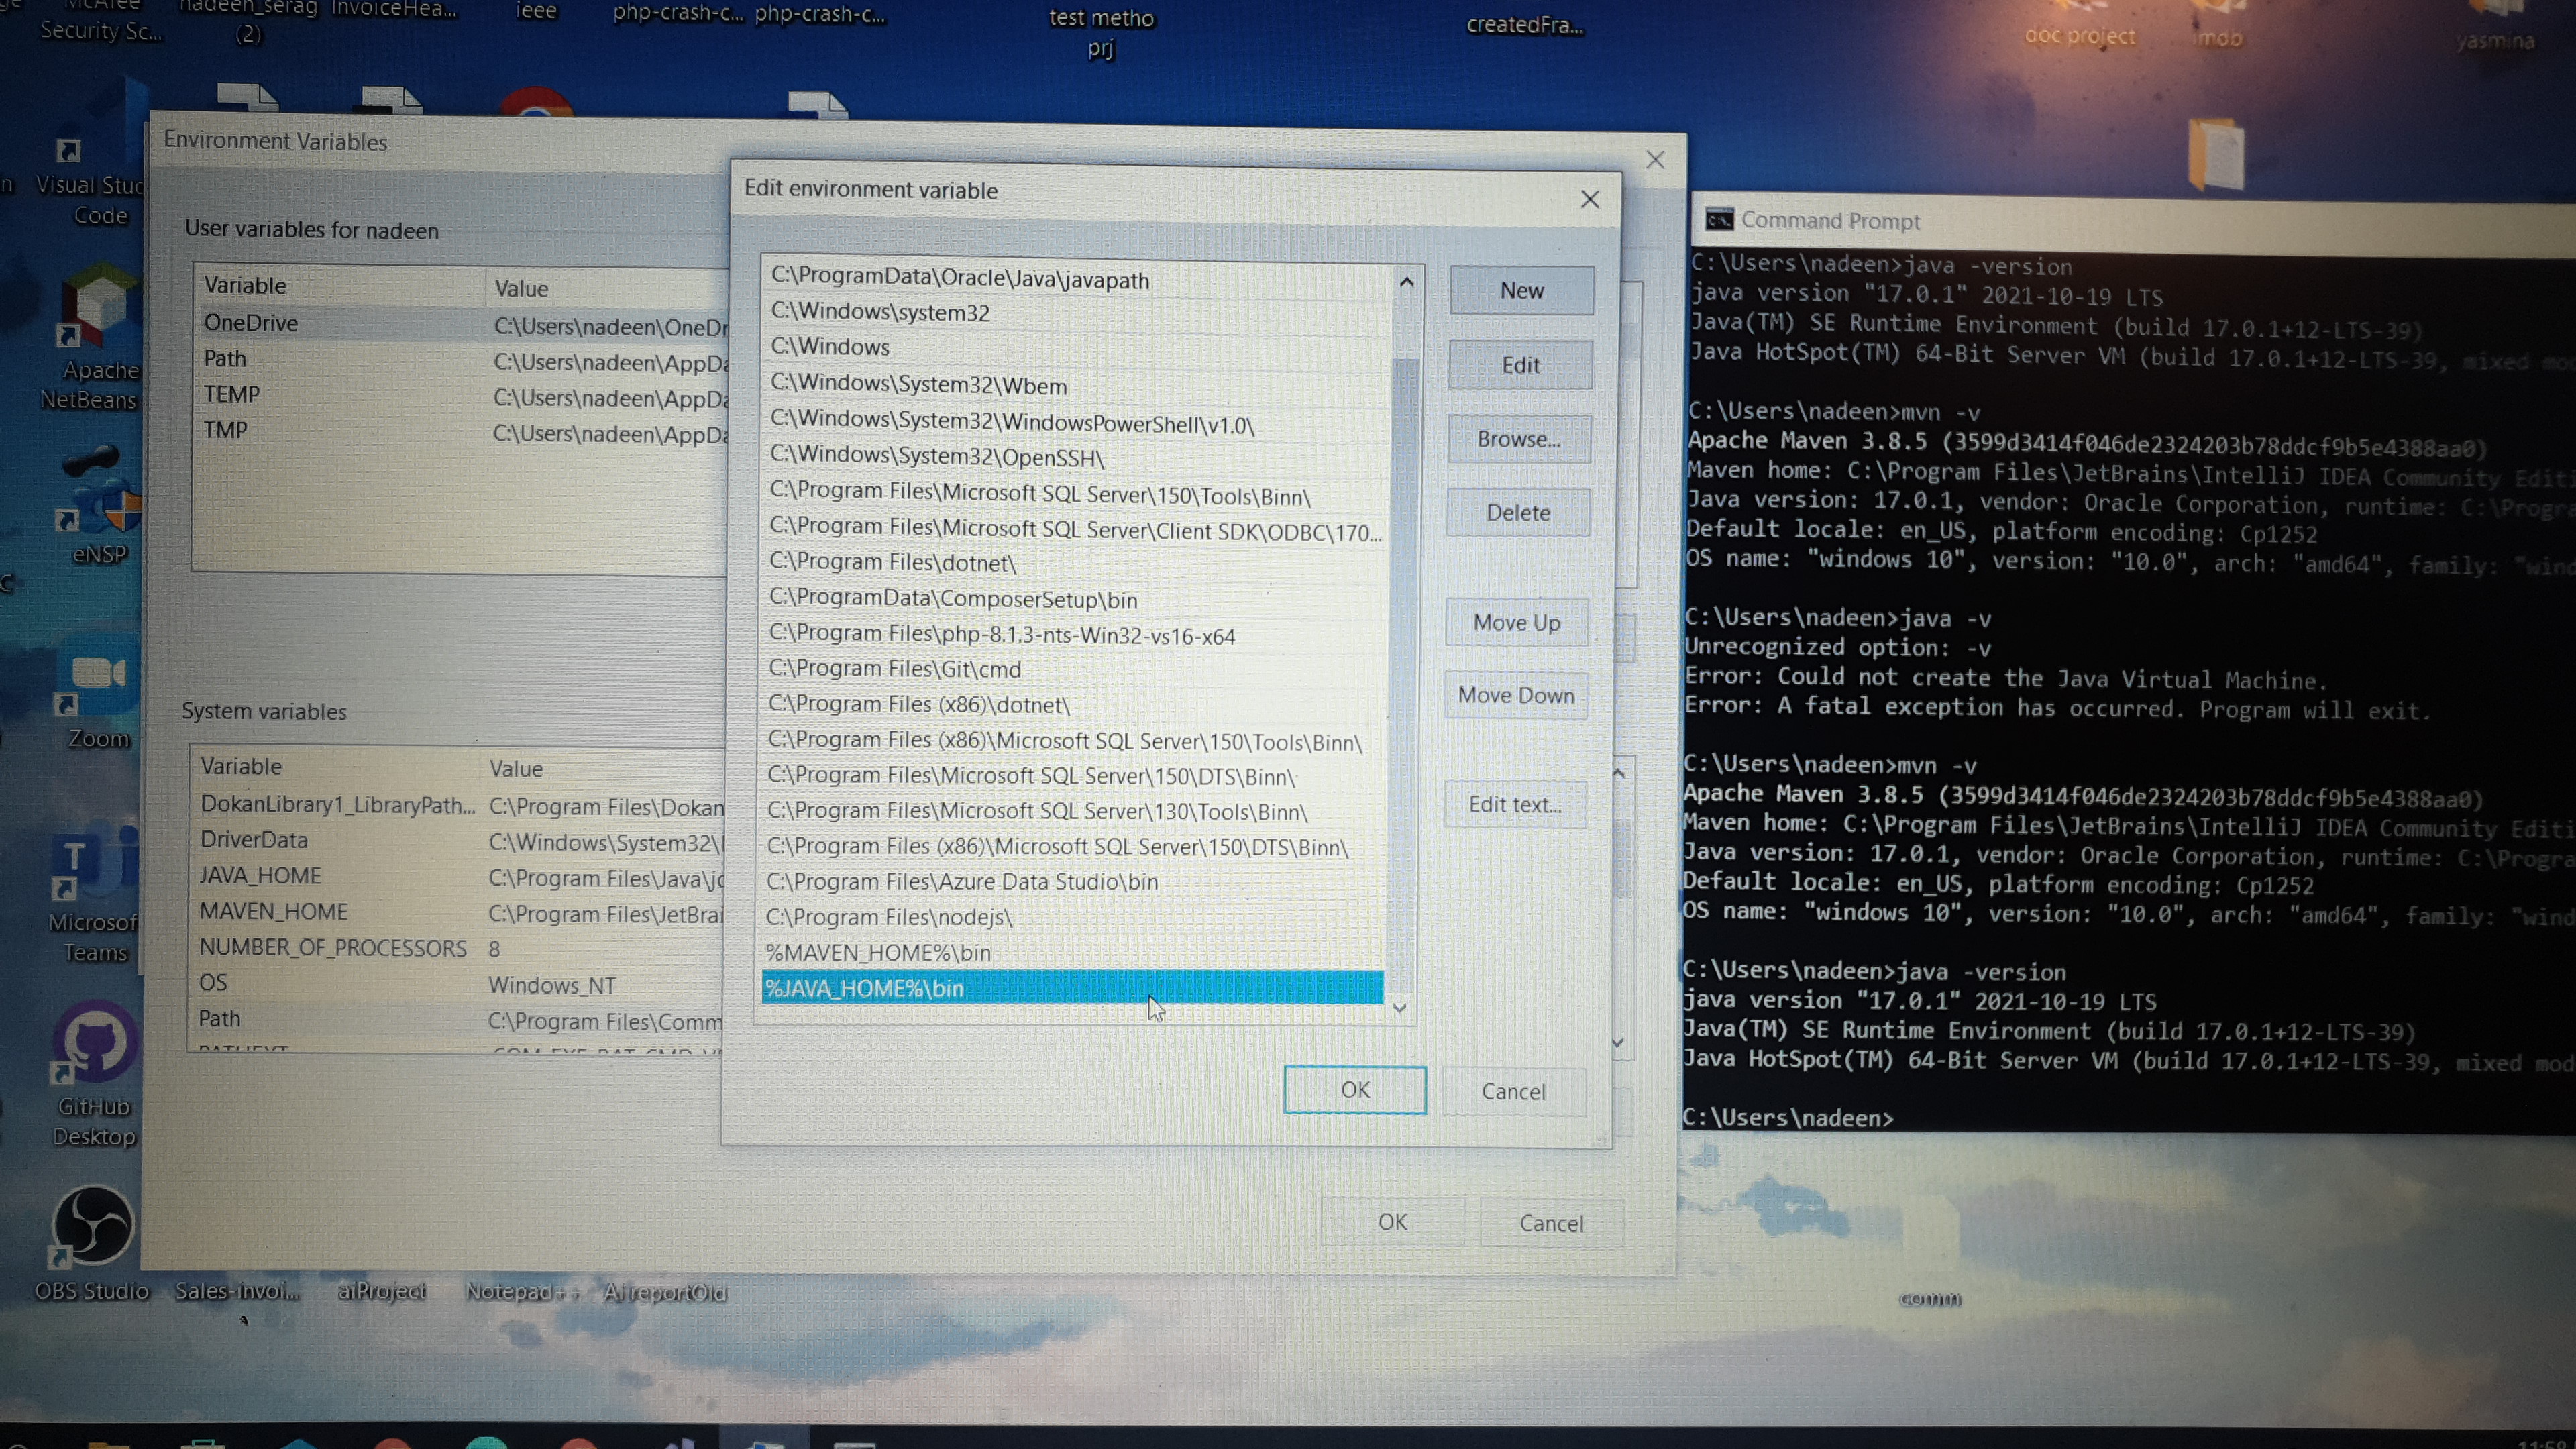 Security Sc...
nadeen_serag
(2)
InvoiceHea...
ieee
php-crash-c...
php-crash-c...
test metho
prj
createdFra...
doc project
imdb
yasmina
Visual Stuc
Code
Apache
NetBeans
eNSP
Zoom
Microsof
Teams
GitHub
Desktop
OBS Studio
Sales-invoi...
aiProject
Notepad++
AireportOld
comm
Environment Variables
User variables for nadeen
Variable Value
OneDrive C:\Users\nadeen\OneDr
Path C:\Users\nadeen\AppDa
TEMP C:\Users\nadeen\AppDa
TMP C:\Users\nadeen\AppDa
System variables
Variable Value
DokanLibrary1_LibraryPath... C:\Program Files\Dokan
DriverData C:\Windows\System32\
JAVA_HOME C:\Program Files\Java\jd
MAVEN_HOME C:\Program Files\JetBrai
NUMBER_OF_PROCESSORS 8
OS Windows_NT
Path C:\Program Files\Comm
OK
Cancel
Edit environment variable
C:\ProgramData\Oracle\Java\javapath
C:\Windows\system32
C:\Windows
C:\Windows\System32\Wbem
C:\Windows\System32\WindowsPowerShell\v1.0\
C:\Windows\System32\OpenSSH\
C:\Program Files\Microsoft SQL Server\150\Tools\Binn\
C:\Program Files\Microsoft SQL Server\Client SDK\ODBC\170...
C:\Program Files\dotnet\
C:\ProgramData\ComposerSetup\bin
C:\Program Files\php-8.1.3-nts-Win32-vs16-x64
C:\Program Files\Git\cmd
C:\Program Files (x86)\dotnet\
C:\Program Files (x86)\Microsoft SQL Server\150\Tools\Binn\
C:\Program Files\Microsoft SQL Server\150\DTS\Binn\
C:\Program Files\Microsoft SQL Server\130\Tools\Binn\
C:\Program Files (x86)\Microsoft SQL Server\150\DTS\Binn\
C:\Program Files\Azure Data Studio\bin
C:\Program Files\nodejs\
%MAVEN_HOME%\bin
%JAVA_HOME%\bin
New
Edit
Browse...
Delete
Move Up
Move Down
Edit text...
OK
Cancel
Command Prompt
C:\Users\nadeen>java -version
java version "17.0.1" 2021-10-19 LTS
Java(TM) SE Runtime Environment (build 17.0.1+12-LTS-39)
Java HotSpot(TM) 64-Bit Server VM (build 17.0.1+12-LTS-39, mixed mod
C:\Users\nadeen>mvn -v
Apache Maven 3.8.5 (3599d3414f046de2324203b78ddcf9b5e4388aa0)
Maven home: C:\Program Files\JetBrains\IntelliJ IDEA Community Editi
Java version: 17.0.1, vendor: Oracle Corporation, runtime: C:\Progra
Default locale: en_US, platform encoding: Cp1252
OS name: "windows 10", version: "10.0", arch: "amd64", family: "wind
C:\Users\nadeen>java -v
Unrecognized option: -v
Error: Could not create the Java Virtual Machine.
Error: A fatal exception has occurred. Program will exit.
C:\Users\nadeen>mvn -v
Apache Maven 3.8.5 (3599d3414f046de2324203b78ddcf9b5e4388aa0)
Maven home: C:\Program Files\JetBrains\IntelliJ IDEA Community Editi
Java version: 17.0.1, vendor: Oracle Corporation, runtime: C:\Progra
Default locale: en_US, platform encoding: Cp1252
OS name: "windows 10", version: "10.0", arch: "amd64", family: "wind
C:\Users\nadeen>java -version
java version "17.0.1" 2021-10-19 LTS
Java(TM) SE Runtime Environment (build 17.0.1+12-LTS-39)
Java HotSpot(TM) 64-Bit Server VM (build 17.0.1+12-LTS-39, mixed mod
C:\Users\nadeen>